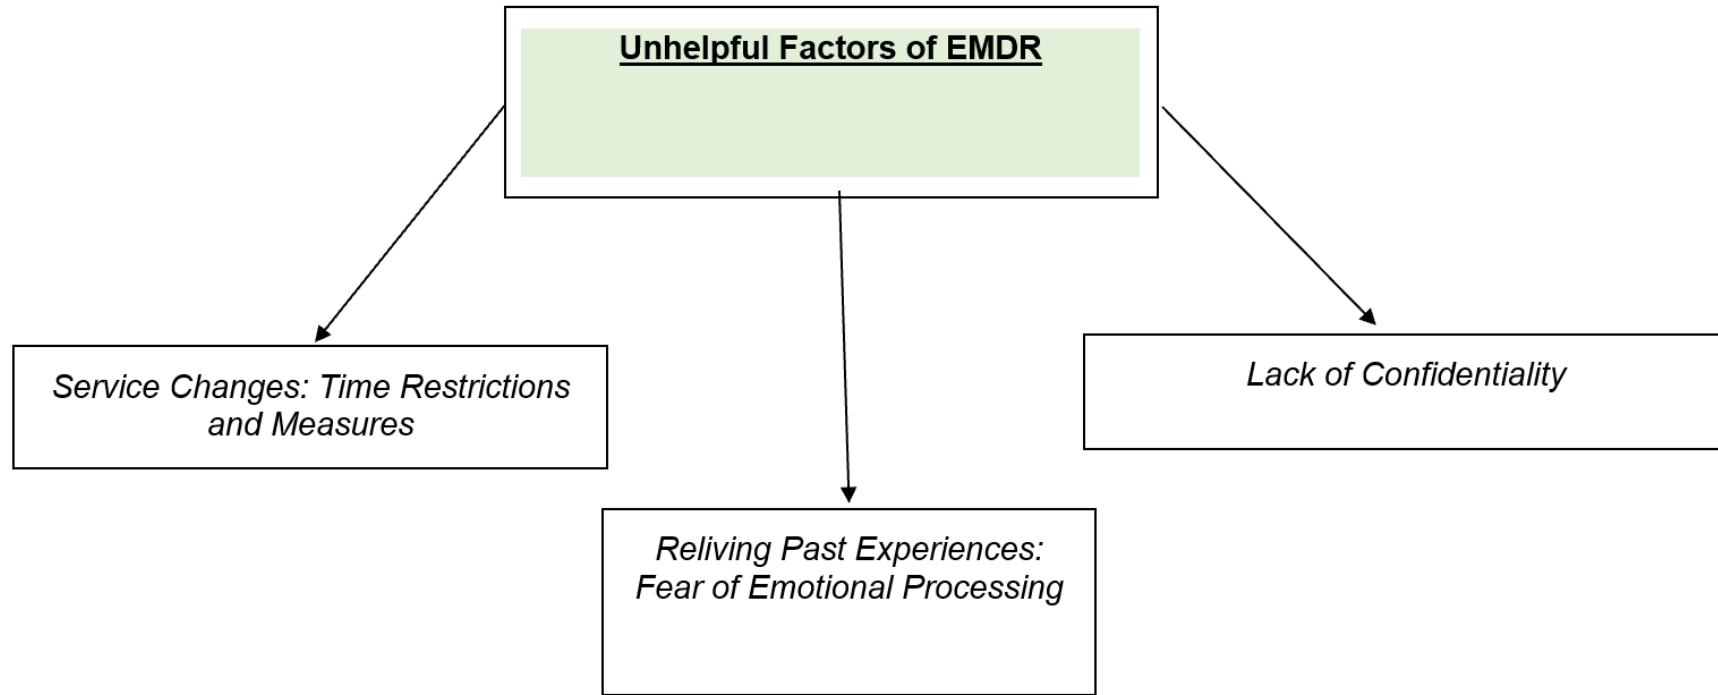 Unhelpful Factors of EMDR
Service Changes: Time Restrictions
and Measures
Lack of Confidentiality
Reliving Past Experiences:
Fear of Emotional Processing